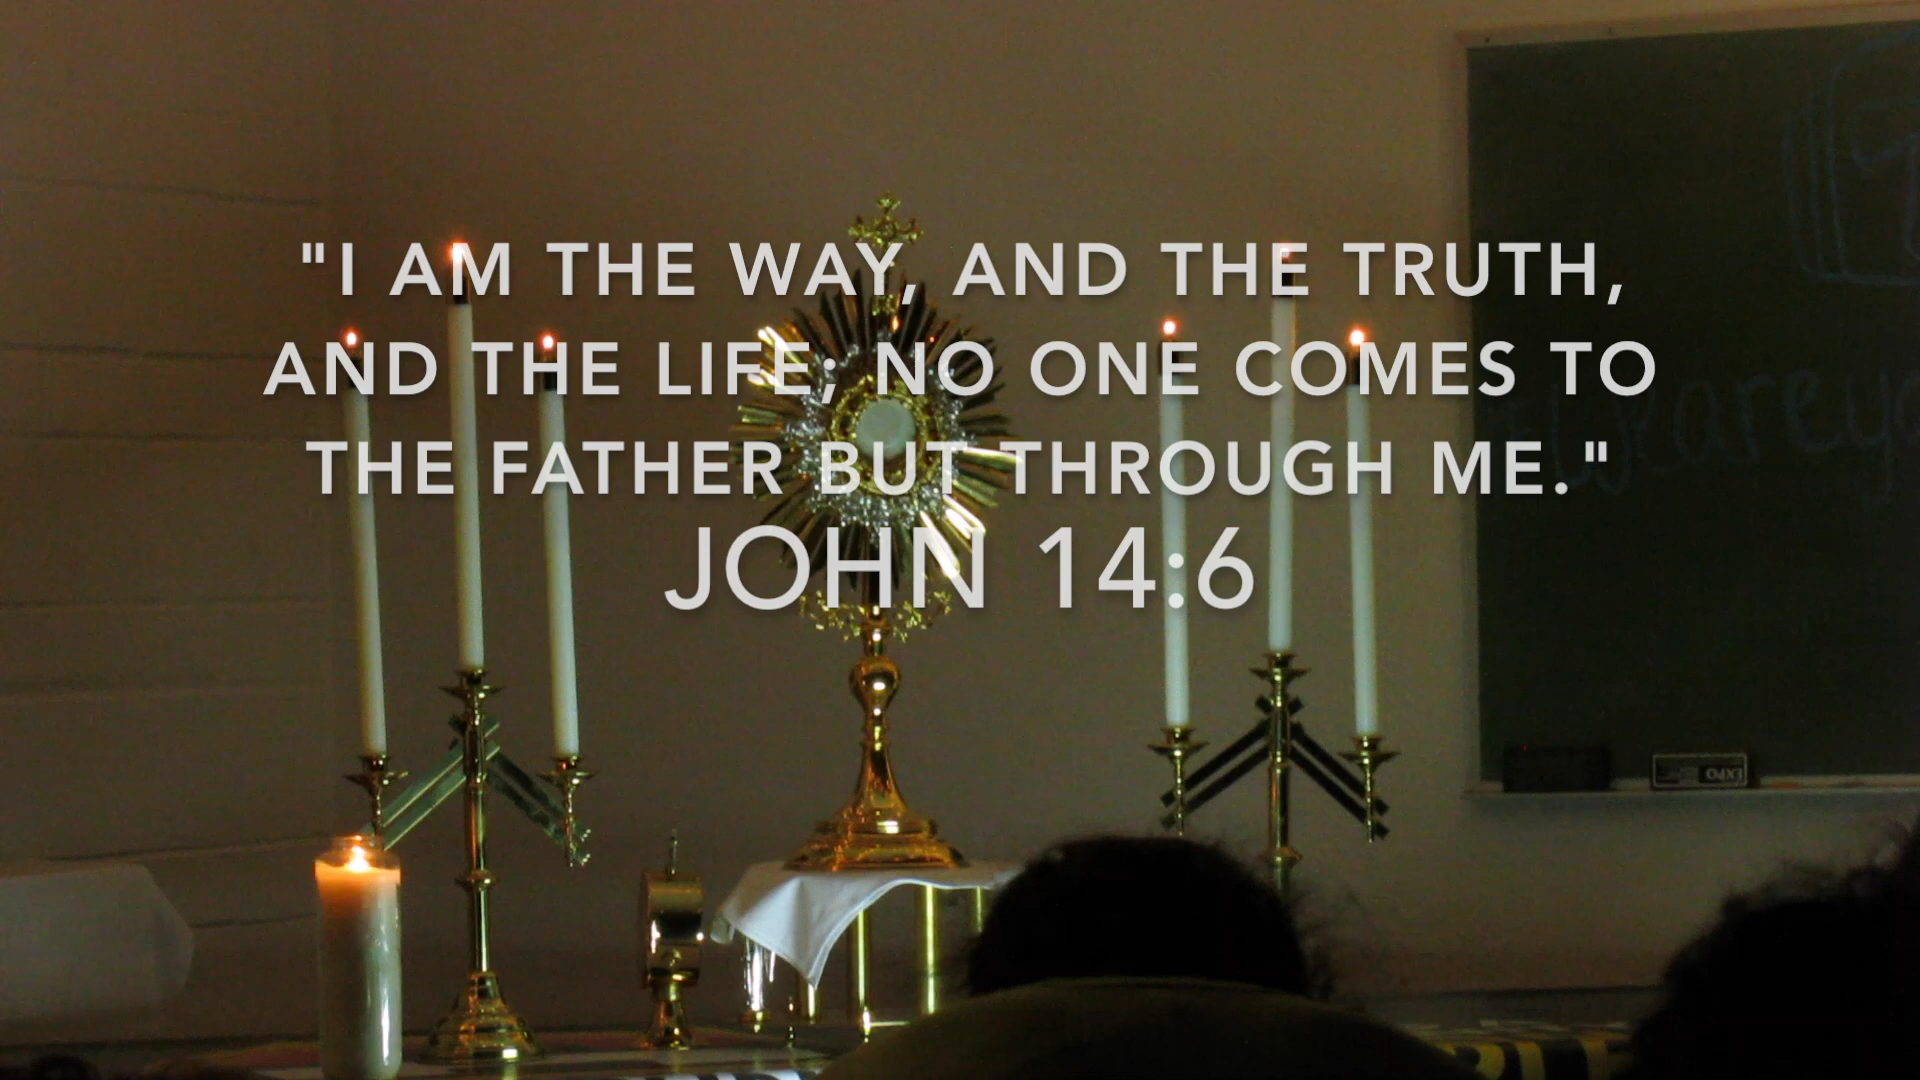 "I AM THE WAY, AND THE TRUTH,
AND THE LIFE; NO ONE COMES TO
THE FATHER BUT THROUGH ME."
JOHN 14:6
EXPO